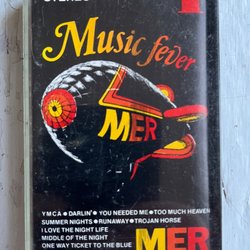 STEREO
Music fever
MER
YMCA ● DARLIN' ● YOU NEEDED ME ● TOO MUCH HEAVEN
SUMMER NIGHTS ● RUNAWAY ● TROJAN HORSE
I LOVE THE NIGHT LIFE
MIDDLE OF THE NIGHT
ONE WAY TICKET TO THE BLUE
MER